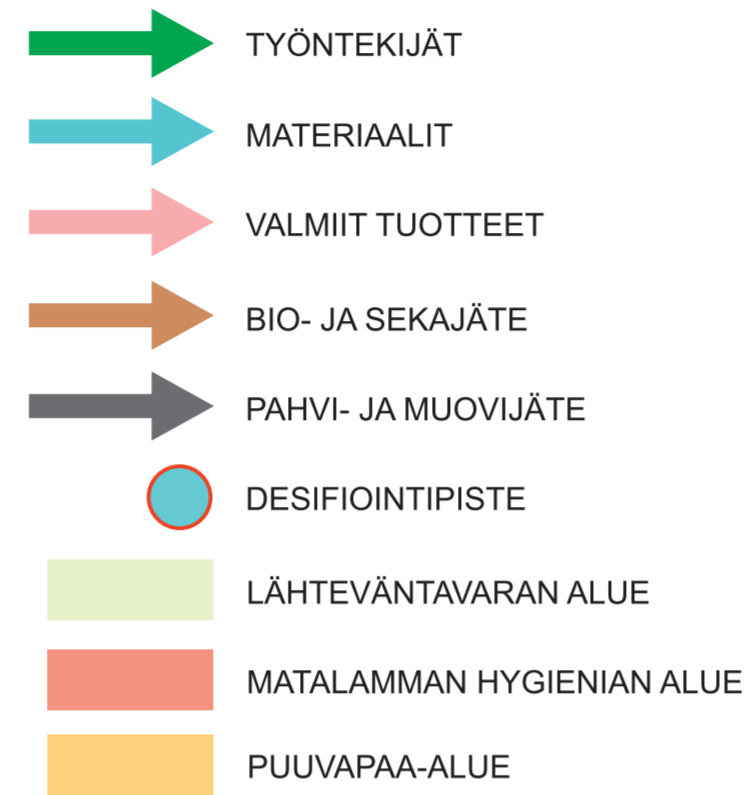 TYÖNTEKIJÄT
MATERIAALIT
VALMIIT TUOTTEET
BIO- JA SEKAJÄTE
PAHVI- JA MUOVIJÄTE
DESIFIOINTIPISTE
LÄHTEVÄNTAVARAN ALUE
MATALAMMAN HYGIENIAN ALUE
PUUVAPAA-ALUE